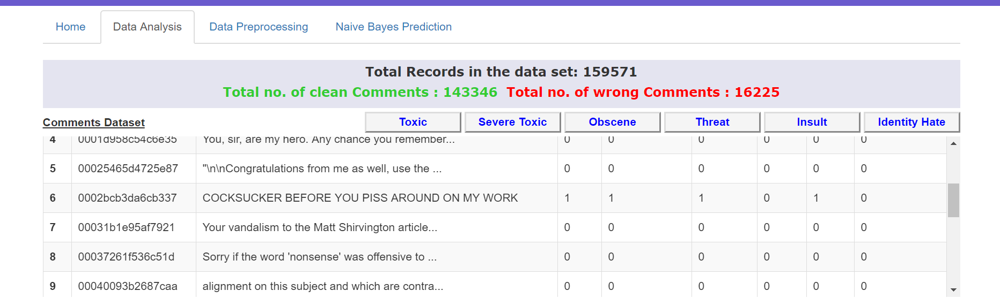 Home Data Analysis Data Preprocessing Naive Bayes Prediction
Total Records in the data set: 159571
Total no. of clean Comments : 143346 Total no. of wrong Comments : 16225
Comments Dataset Toxic Severe Toxic Obscene Threat Insult Identity Hate
4 0001d958c54c6e35 You, sir, are my hero. Any chance you remember... 0 0 0 0 0 0
5 00025465d4725e87 "\n\nCongratulations from me as well, use the ... 0 0 0 0 0 0
6 0002bcb3da6cb337 COCKSUCKER BEFORE YOU PISS AROUND ON MY WORK 1 1 1 0 1 0
7 00031b1e95af7921 Your vandalism to the Matt Shirvington article... 0 0 0 0 0 0
8 00037261f536c51d Sorry if the word 'nonsense' was offensive to ... 0 0 0 0 0 0
9 00040093b2687caa alignment on this subject and which are contra... 0 0 0 0 0 0